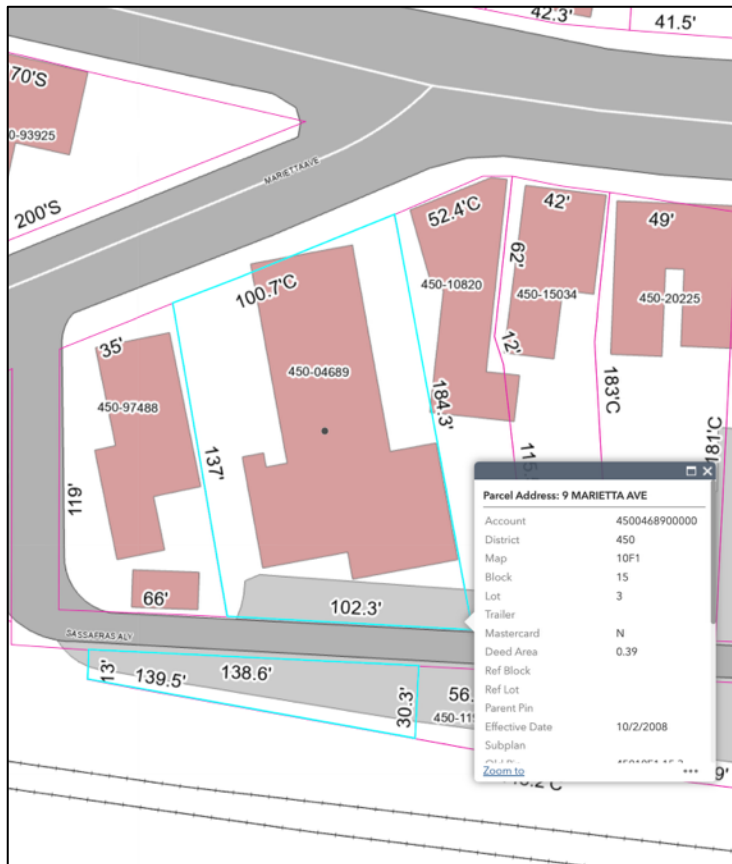 42.3'
41.5'
70'S
0-93925
MARIETTAAVE
200'S
52.4'C
42'
49'
62'
100.7'C
450-10820
450-15034
450-20225
12'
35'
450-04689
450-97488
183'C
184.3'
137'
115.
181'C
119'
66'
102.3'
SASSAFRAS ALY
13'
139.5'
138.6'
30.3'
56.
Parcel Address: 9 MARIETTA AVE
Account 4500468900000
District 450
Map 10F1
Block 15
Lot 3
Trailer
Mastercard N
Deed Area 0.39
Ref Block
Ref Lot
Parent Pin
Effective Date 10/2/2008
Subplan
Zoom to